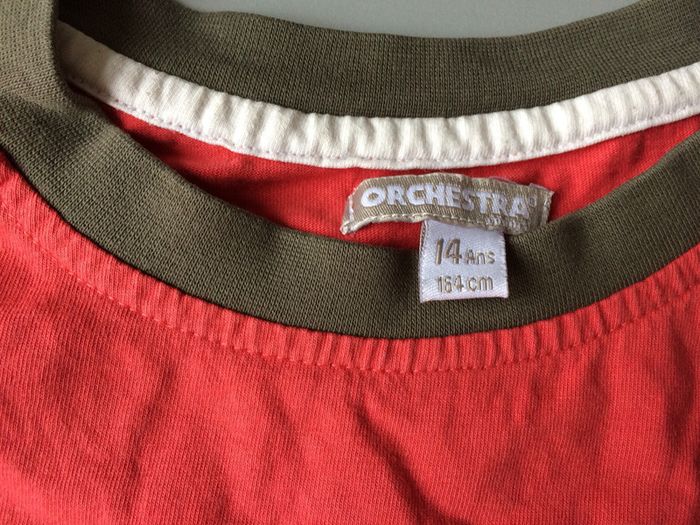 ORCHESTRA
14 Ans
164 cm